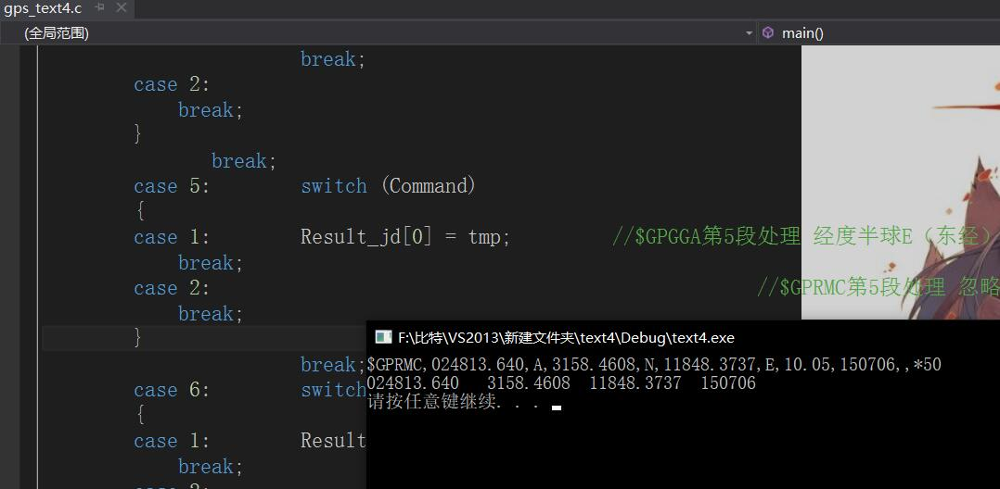 gps_text4.c
(全局范围)
main()
break;
case 2:
break;
}
break;
case 5: switch (Command)
{
case 1: Result_jd[0] = tmp; //$GPGGA第5段处理 经度半球E（东经）
break;
case 2: //$GPRMC第5段处理 忽略
break;
}
break;
case 6: switch
{
case 1: Result
break;
F:\比特\VS2013\新建文件夹\text4\Debug\text4.exe
$GPRMC,024813.640,A,3158.4608,N,11848.3737,E,10.05,150706,,*50
024813.640 3158.4608 11848.3737 150706
请按任意键继续. . .